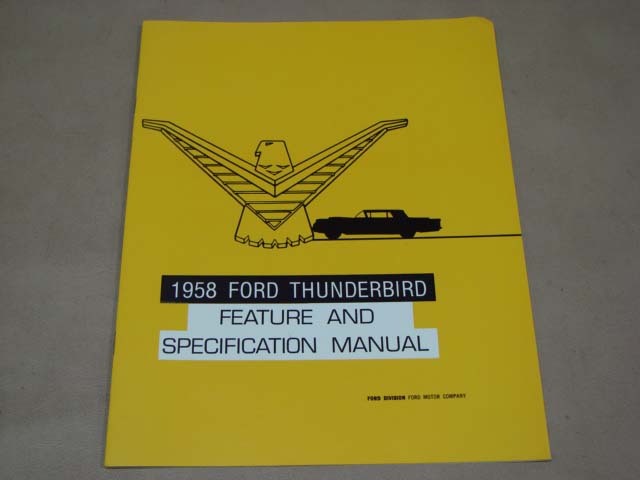 1958 FORD THUNDERBIRD
FEATURE AND
SPECIFICATION MANUAL
FORD DIVISION FORD MOTOR COMPANY